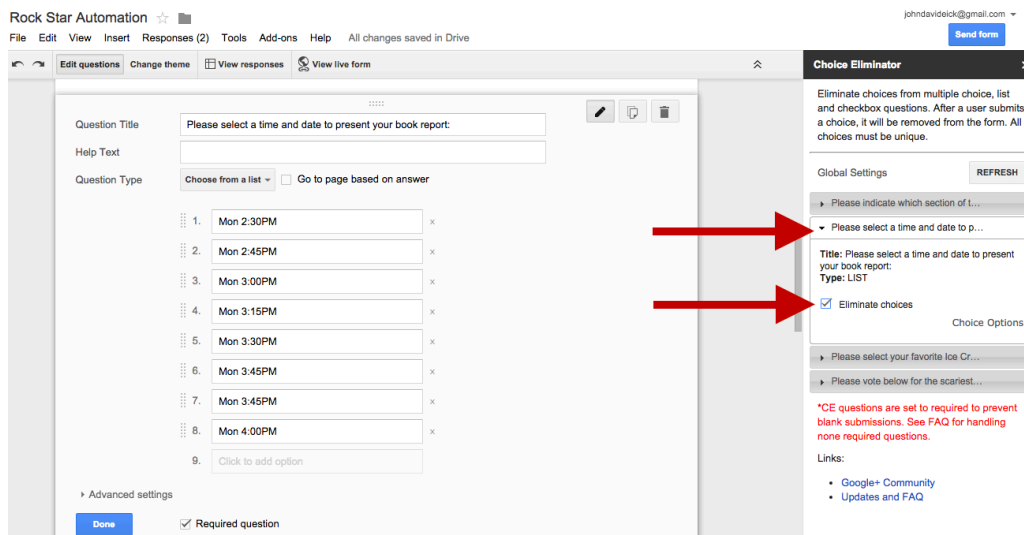 Rock Star Automation
johndavideick@gmail.com
File Edit View Insert Responses (2) Tools Add-ons Help All changes saved in Drive
Send form
Edit questions Change theme View responses View live form
Choice Eliminator
Eliminate choices from multiple choice, list
and checkbox questions. After a user submits
a choice, it will be removed from the form. All
choices must be unique.
Global Settings REFRESH
Please indicate which section of t...
Please select a time and date to p...
Title: Please select a time and date to present
your book report:
Type: LIST
Eliminate choices
Choice Options
Please select your favorite Ice Cr...
Please vote below for the scariest...
*CE questions are set to required to prevent
blank submissions. See FAQ for handling
none required questions.
Links:
• Google+ Community
• Updates and FAQ
Question Title Please select a time and date to present your book report:
Help Text
Question Type Choose from a list Go to page based on answer
1. Mon 2:30PM ×
2. Mon 2:45PM ×
3. Mon 3:00PM ×
4. Mon 3:15PM ×
5. Mon 3:30PM ×
6. Mon 3:45PM ×
7. Mon 3:45PM ×
8. Mon 4:00PM ×
9. Click to add option
Advanced settings
Done Required question